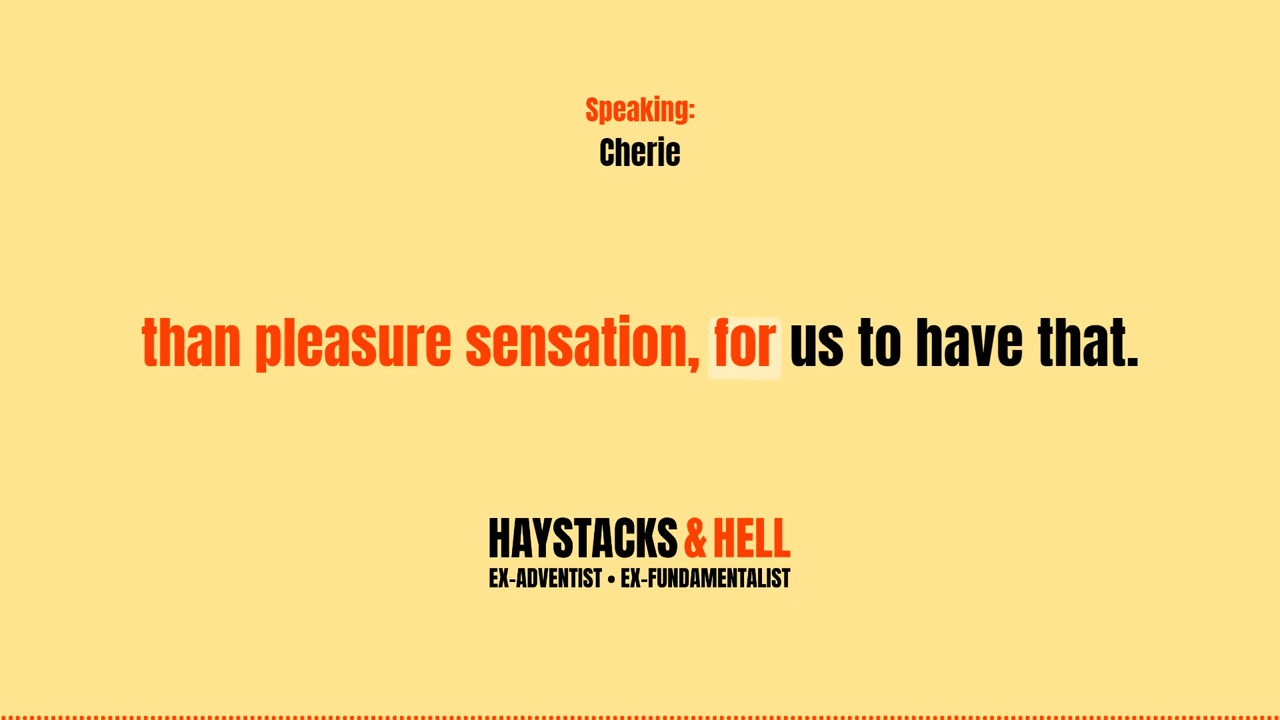 Speaking:
Cherie
than pleasure sensation, for us to have that.
HAYSTACKS & HELL
EX-ADVENTIST • EX-FUNDAMENTALIST